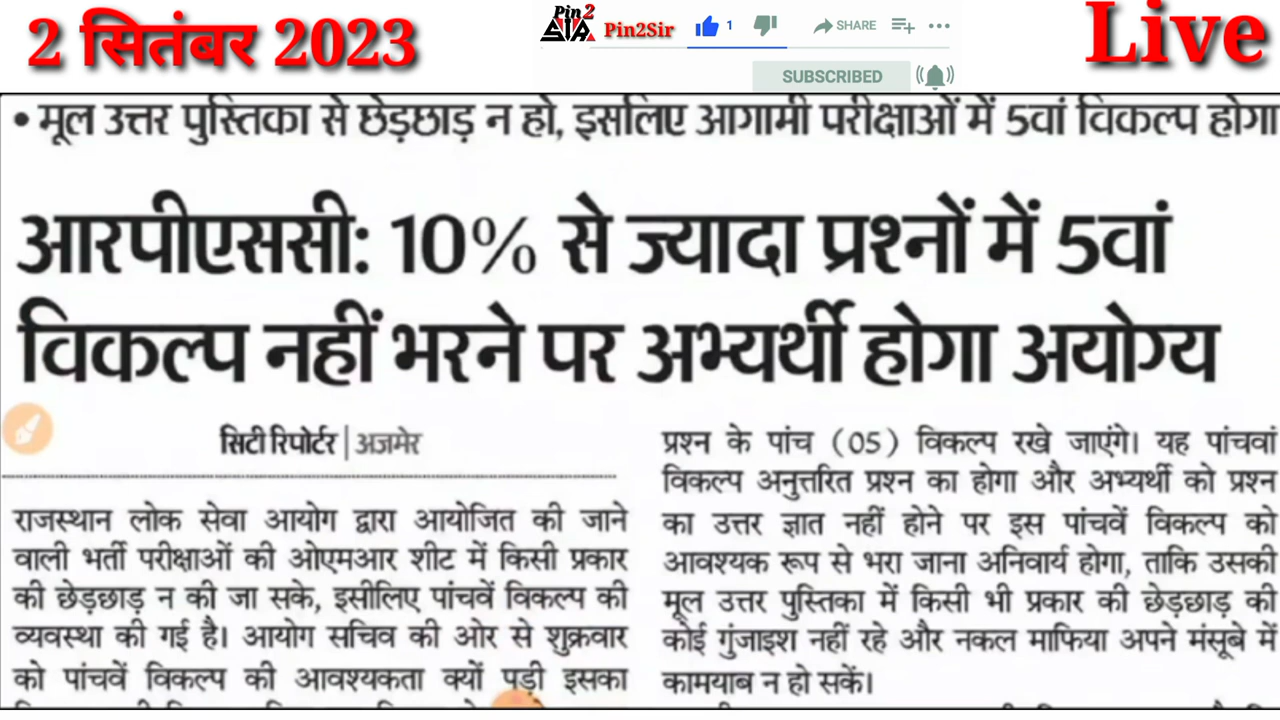 2 सितंबर 2023
Pin2
SIR
Pin2Sir
1
SHARE
SUBSCRIBED
Live
• मूल उत्तर पुस्तिका से छेड़छाड़ न हो, इसलिए आगामी परीक्षाओं में 5वां विकल्प होगा
आरपीएससी: 10% से ज्यादा प्रश्नों में 5वां
विकल्प नहीं भरने पर अभ्यर्थी होगा अयोग्य
सिटी रिपोर्टर | अजमेर
राजस्थान लोक सेवा आयोग द्वारा आयोजित की जाने
वाली भर्ती परीक्षाओं की ओएमआर शीट में किसी प्रकार
की छेड़छाड़ न की जा सके, इसीलिए पांचवें विकल्प की
व्यवस्था की गई है। आयोग सचिव की ओर से शुक्रवार
को पांचवें विकल्प की आवश्यकता क्यों पड़ी इसका
प्रश्न के पांच (05) विकल्प रखे जाएंगे। यह पांचवां
विकल्प अनुत्तरित प्रश्न का होगा और अभ्यर्थी को प्रश्न
का उत्तर ज्ञात नहीं होने पर इस पांचवें विकल्प को
आवश्यक रूप से भरा जाना अनिवार्य होगा, ताकि उसकी
मूल उत्तर पुस्तिका में किसी भी प्रकार की छेड़छाड़ की
कोई गुंजाइश नहीं रहे और नकल माफिया अपने मंसूबे में
कामयाब न हो सकें।